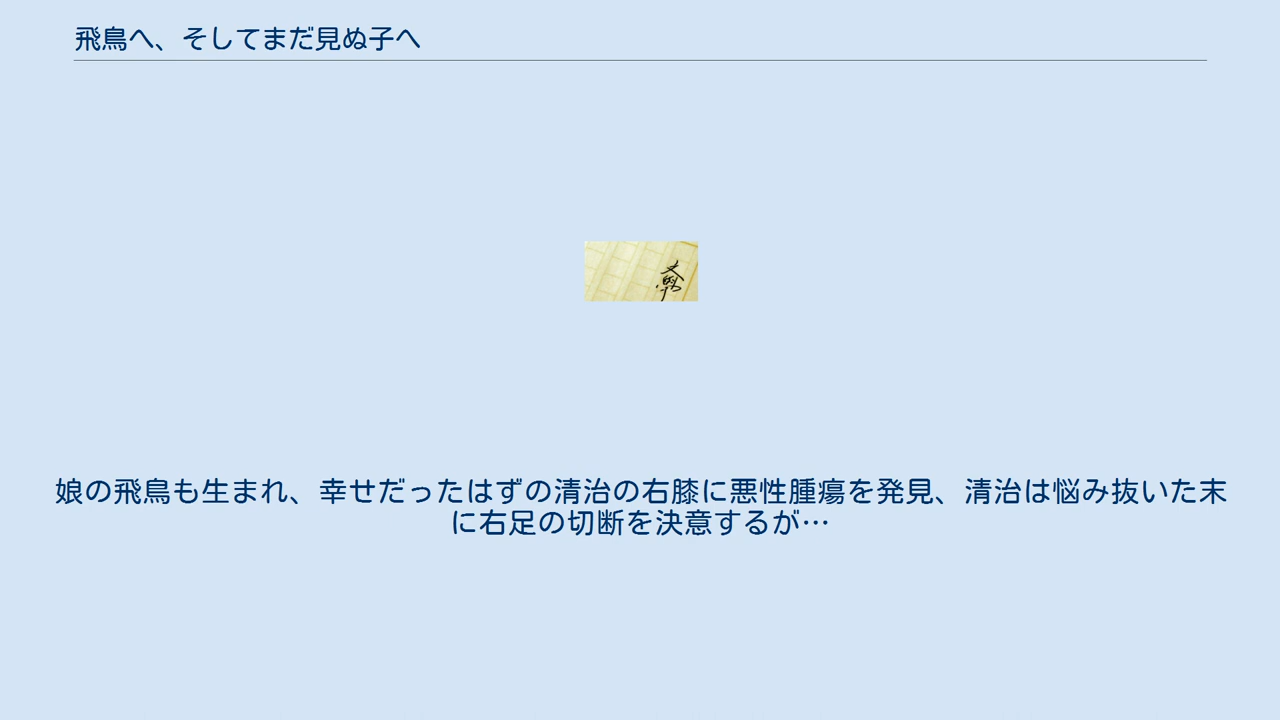 飛鳥へ、そしてまだ見ぬ子へ
娘の飛鳥も生まれ、幸せだったはずの清治の右膝に悪性腫瘍を発見、清治は悩み抜いた末
に右足の切断を決意するが…